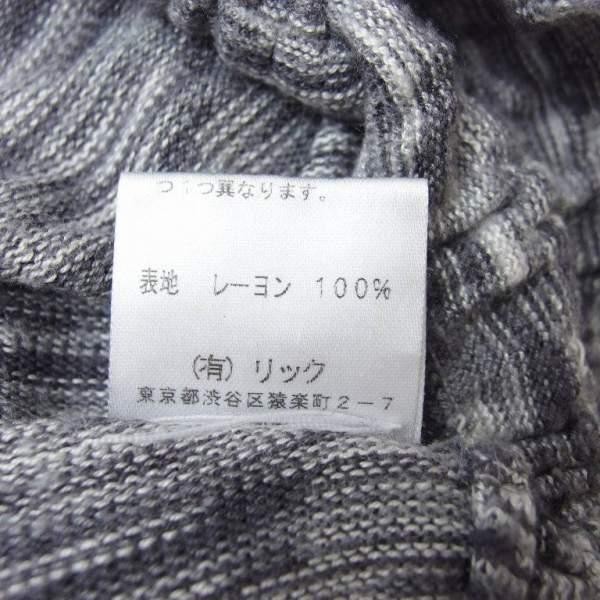 つ1つ異なります。
表地 レーヨン 100%
(有)リック
東京都渋谷区猿楽町2-7